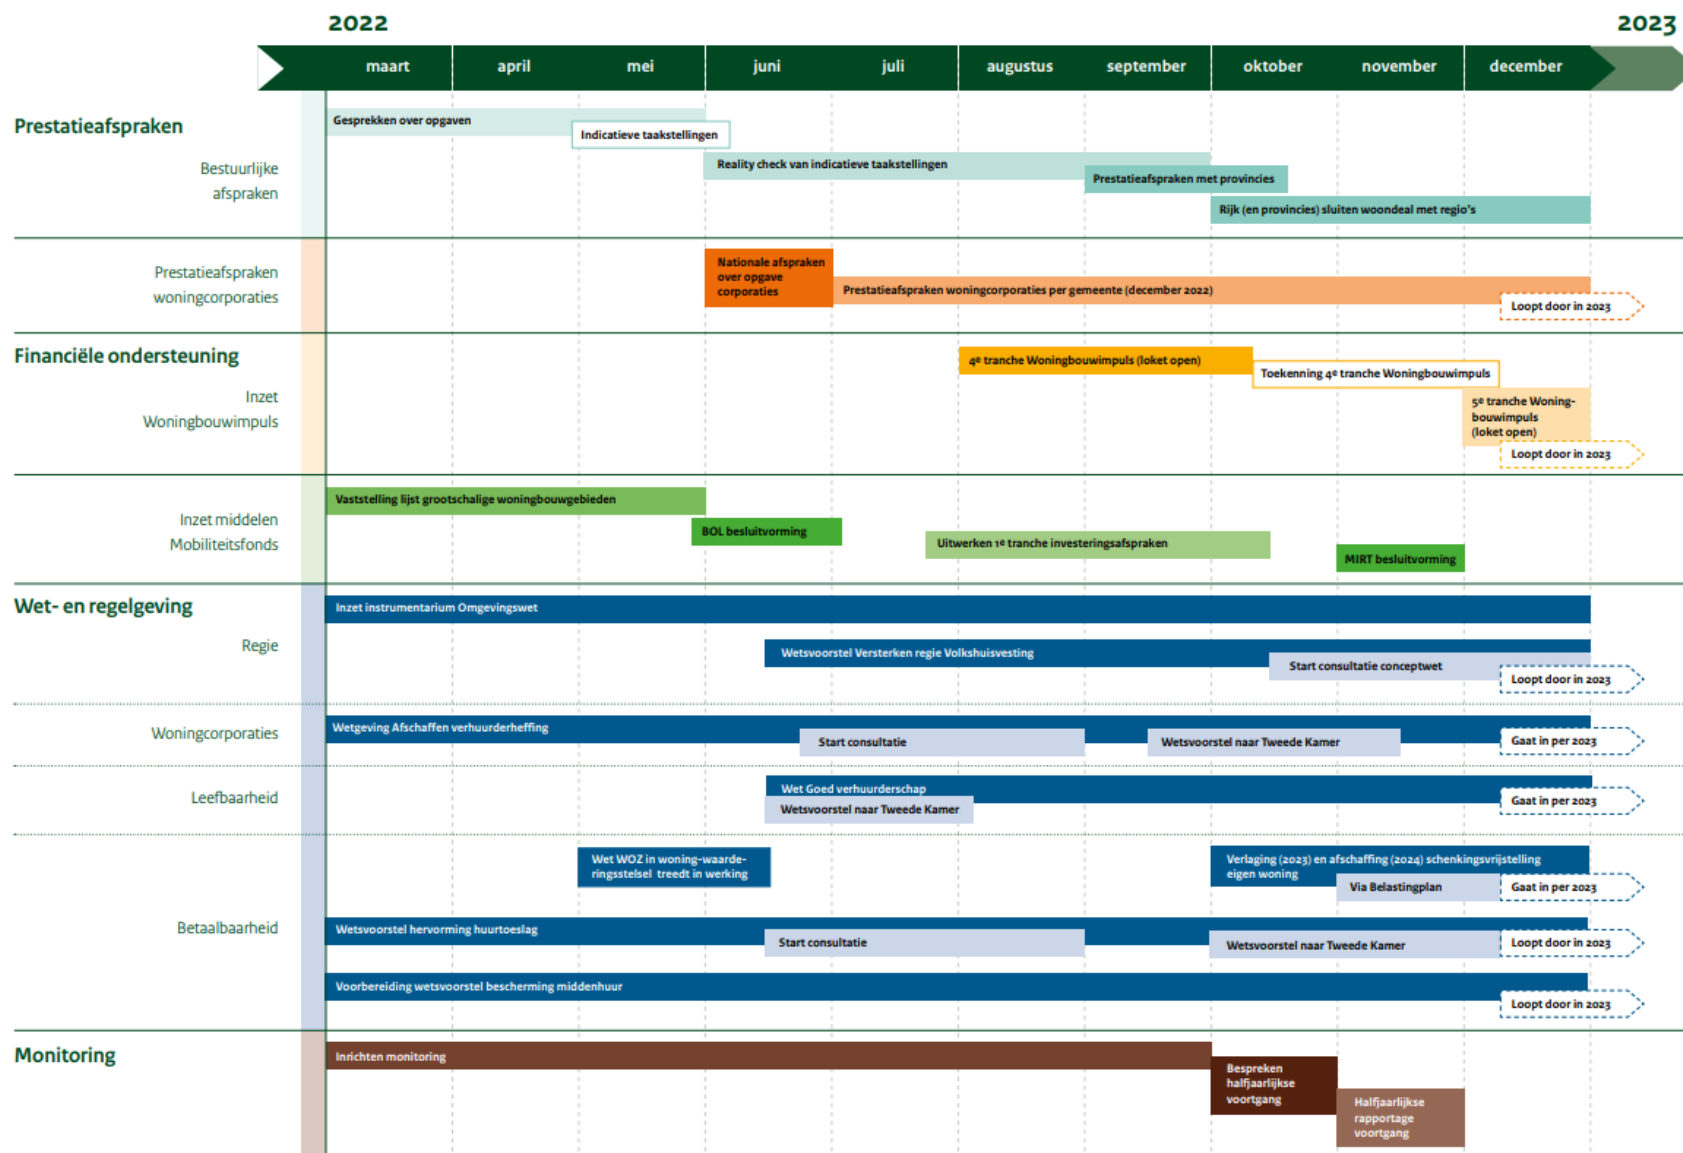 2022
2023
maart
april
mei
juni
juli
augustus
september
oktober
november
december
Prestatieafspraken
Bestuurlijke
afspraken
Gesprekken over opgaven
Indicatieve taakstellingen
Reality check van indicatieve taakstellingen
Prestatieafspraken met provincies
Rijk (en provincies) sluiten woondeal met regio's
Prestatieafspraken
woningcorporaties
Nationale afspraken
over opgave
corporaties
Prestatieafspraken woningcorporaties per gemeente (december 2022)
Loopt door in 2023
Financiële ondersteuning
Inzet
Woningbouwimpuls
4e tranche Woningbouwimpuls (loket open)
Toekenning 4e tranche Woningbouwimpuls
5e tranche Woning-
bouwimpuls
(loket open)
Loopt door in 2023
Inzet middelen
Mobiliteitsfonds
Vaststelling lijst grootschalige woningbouwgebieden
BOL besluitvorming
Uitwerken 1e tranche investeringsafspraken
MIRT besluitvorming
Wet- en regelgeving
Regie
Inzet instrumentarium Omgevingswet
Wetsvoorstel Versterken regie Volkshuisvesting
Start consultatie conceptwet
Loopt door in 2023
Woningcorporaties
Wetgeving Afschaffen verhuurderheffing
Start consultatie
Wetsvoorstel naar Tweede Kamer
Gaat in per 2023
Leefbaarheid
Wet Goed verhuurderschap
Wetsvoorstel naar Tweede Kamer
Gaat in per 2023
Betaalbaarheid
Wet WOZ in woning-waarde-
ringsstelsel treedt in werking
Verlaging (2023) en afschaffing (2024) schenkingsvrijstelling
eigen woning
Via Belastingplan
Gaat in per 2023
Wetsvoorstel hervorming huurtoeslag
Start consultatie
Wetsvoorstel naar Tweede Kamer
Loopt door in 2023
Voorbereiding wetsvoorstel bescherming middenhuur
Loopt door in 2023
Monitoring
Inrichten monitoring
Bespreken
halfjaarlijkse
voortgang
Halfjaarlijkse
rapportage
voortgang